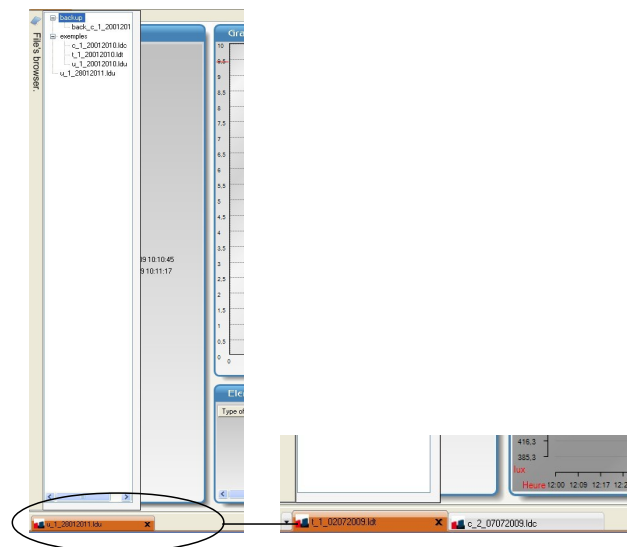 File's browser.
backup
back_c_1_2001201
exemples
c_1_20012010.ldc
t_1_20012010.ldt
u_1_20012010.ldu
u_1_28012011.ldu
09 10:10:45
9 10:11:17
Gra
10
9,5
9
8,5
8
7,5
7
6,5
6
5,5
5
4,5
4
3,5
3
2,5
2
1,5
1
0,5
0
0
Ele
Type of
u_1_28012011.ldu x
416,3
385,3
lux
Heure 12:00 12:09 12:17 12:2
t_1_02072009.ldt x c_2_07072009.ldc